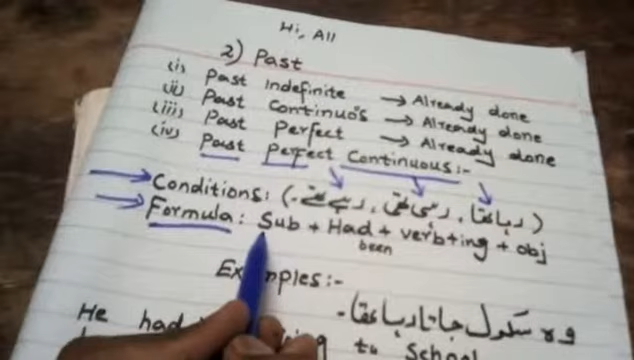 Hi, All
2) Past
(i) Past Indefinite → Already done
(ii) Past Continuo's → Already done
(iii) Past Perfect → Already done
(iv) Past Perfect Continuous:-
→ Conditions: (رہا تھا، رہی تھی، رہے تھے۔)
→ Formula: Sub + Had + verb+ing + obj
been
Examples:-
وہ سکول جاتا رہا تھا۔
He had
to School